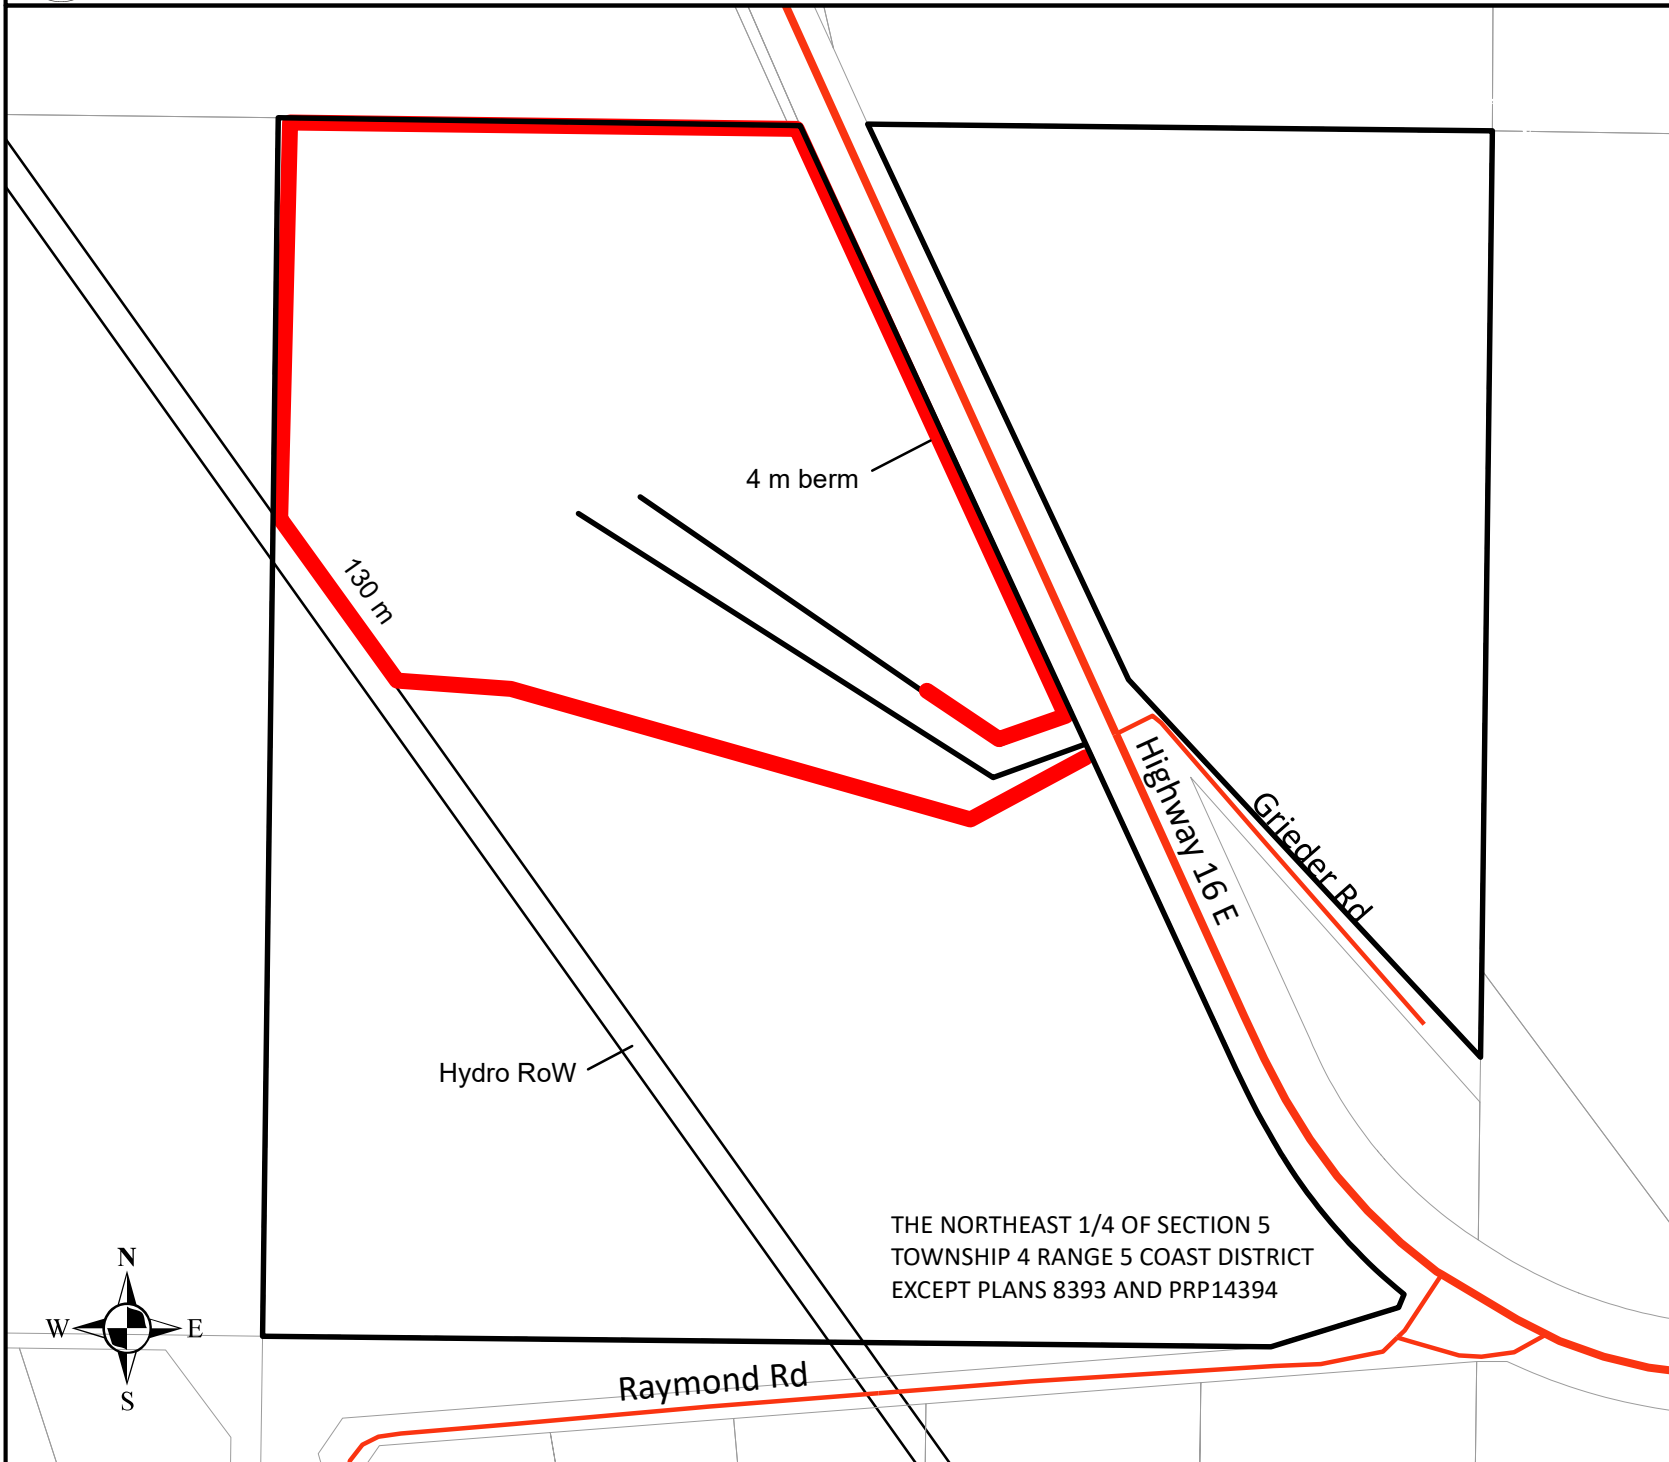 4 m berm
130 m
Highway 16 E
Grieder Rd
Hydro RoW
THE NORTHEAST 1/4 OF SECTION 5
TOWNSHIP 4 RANGE 5 COAST DISTRICT
EXCEPT PLANS 8393 AND PRP14394
N
W
E
S
Raymond Rd